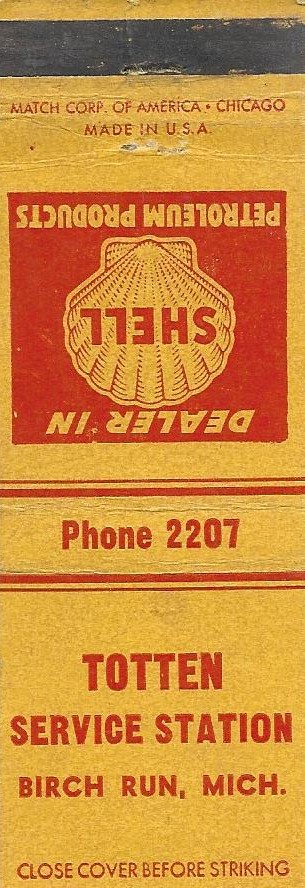 MATCH CORP. OF AMERICA • CHICAGO
MADE IN U.S.A.
DEALER IN
SHELL
PETROLEUM PRODUCTS
Phone 2207
TOTTEN
SERVICE STATION
BIRCH RUN, MICH.
CLOSE COVER BEFORE STRIKING